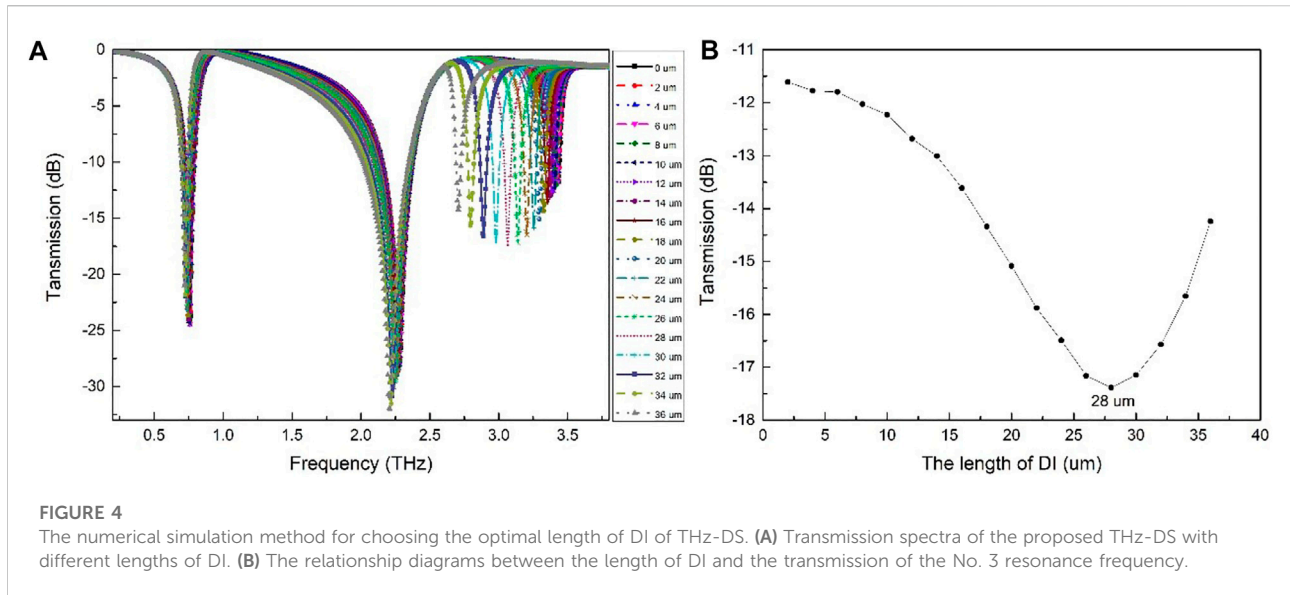 A
Tansmission (dB)
0
-5
-10
-15
-20
-25
-30
0.5 1.0 1.5 2.0 2.5 3.0 3.5
Frequency (THz)
0 um
2 um
4 um
6 um
8 um
10 um
12 um
14 um
16 um
18 um
20 um
22 um
24 um
26 um
28 um
30 um
32 um
34 um
36 um
B
Tansmission (dB)
-11
-12
-13
-14
-15
-16
-17
-18
28 um
0 5 10 15 20 25 30 35 40
The length of DI (um)
FIGURE 4
The numerical simulation method for choosing the optimal length of DI of THz-DS. (A) Transmission spectra of the proposed THz-DS with
different lengths of DI. (B) The relationship diagrams between the length of DI and the transmission of the No. 3 resonance frequency.